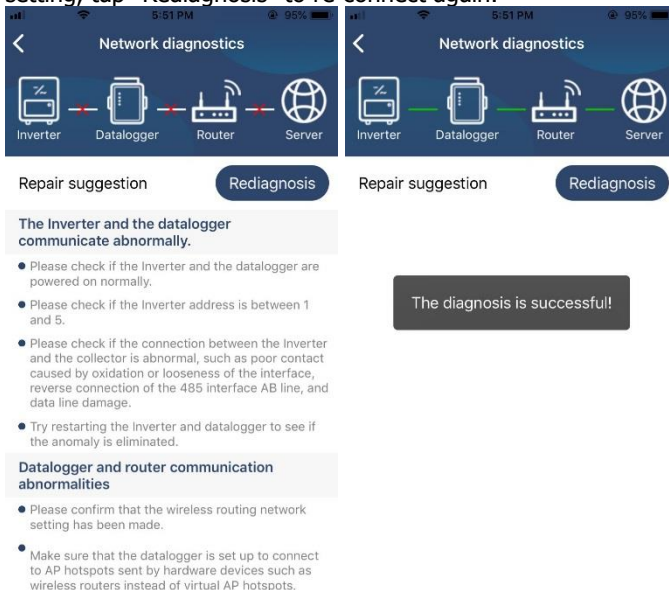 setting, tap "Rediagnosis" to re-connect again.
5:51 PM 95%
Network diagnostics
Inverter Datalogger Router Server
Repair suggestion Rediagnosis
The Inverter and the datalogger
communicate abnormally.
Please check if the Inverter and the datalogger are
powered on normally.
Please check if the Inverter address is between 1
and 5.
Please check if the connection between the Inverter
and the collector is abnormal, such as poor contact
caused by oxidation or looseness of the interface,
reverse connection of the 485 interface AB line, and
data line damage.
Try restarting the Inverter and datalogger to see if
the anomaly is eliminated.
Datalogger and router communication
abnormalities
Please confirm that the wireless routing network
setting has been made.
Make sure that the datalogger is set up to connect
to AP hotspots sent by hardware devices such as
wireless routers instead of virtual AP hotspots.
5:51 PM 95%
Network diagnostics
Inverter Datalogger Router Server
Repair suggestion Rediagnosis
The diagnosis is successful!